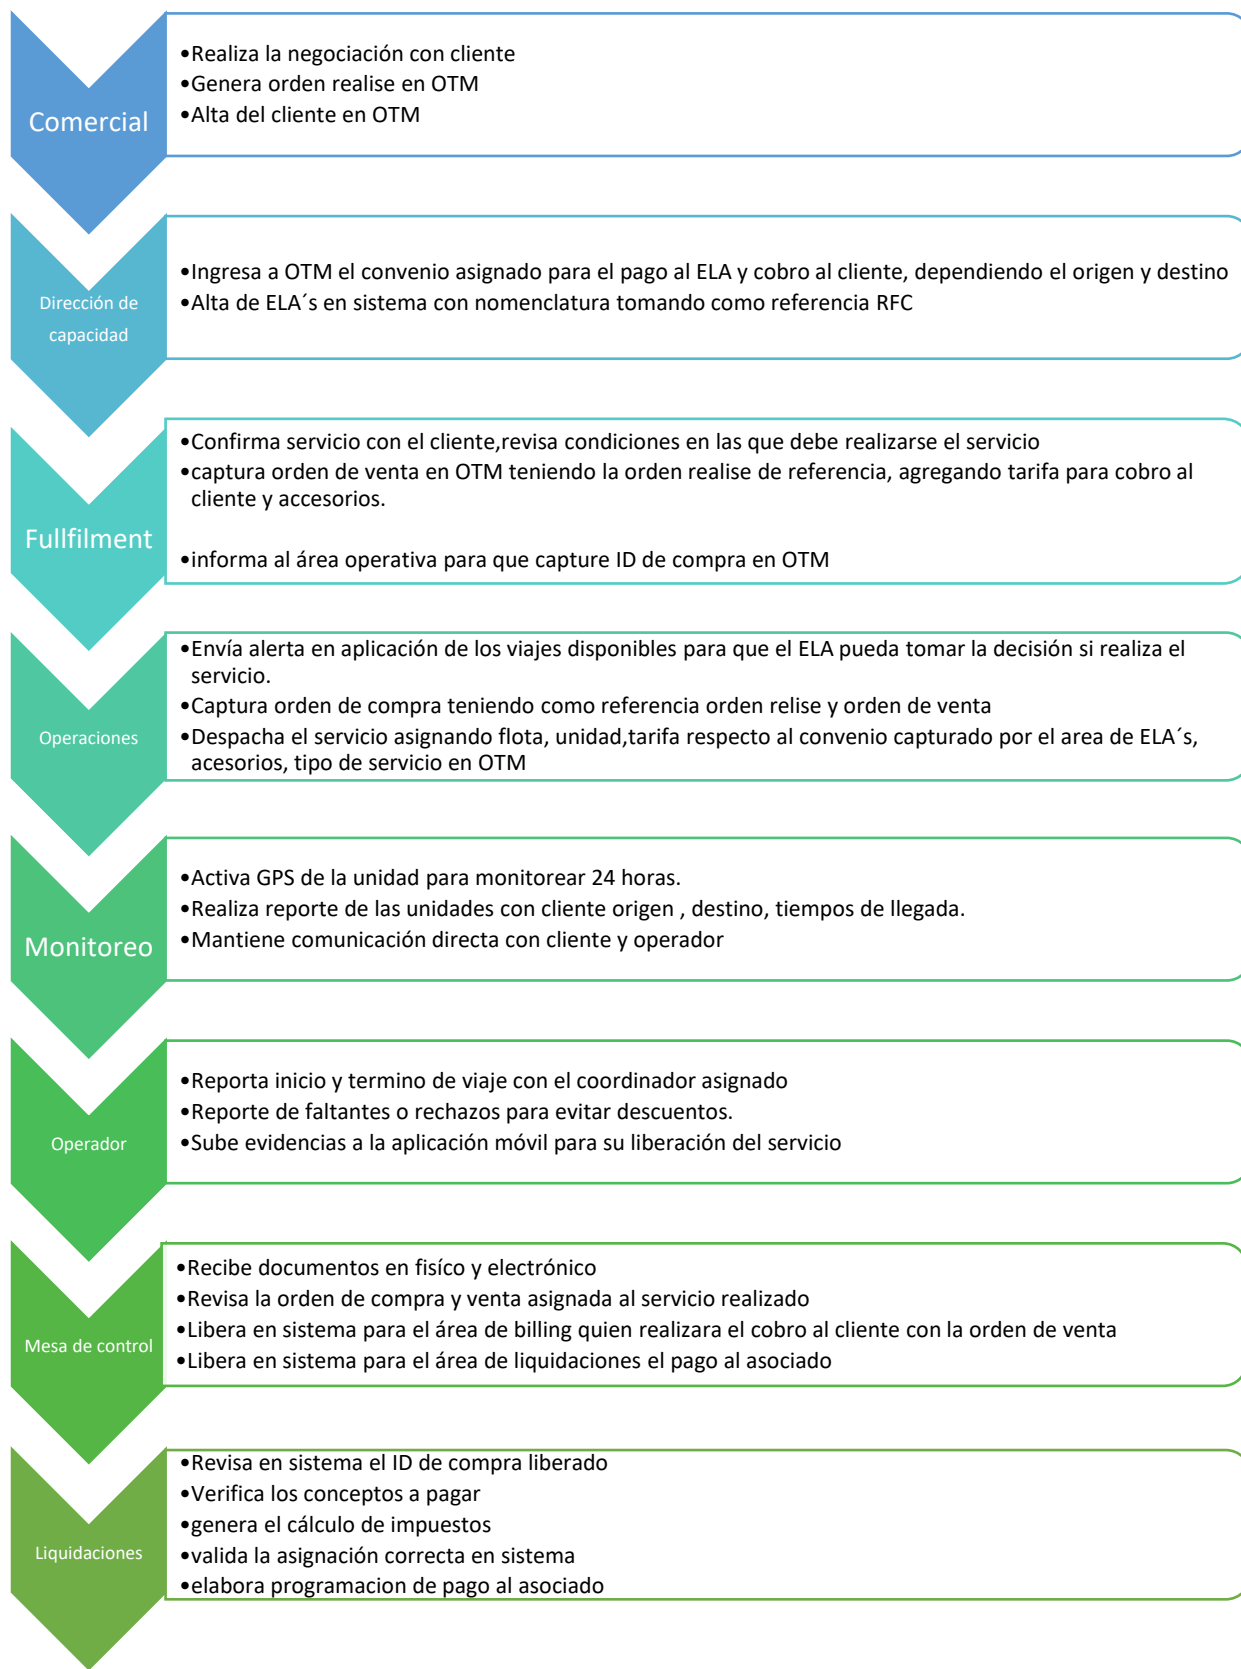 Comercial
•Realiza la negociación con cliente
•Genera orden realise en OTM
•Alta del cliente en OTM
Dirección de
capacidad
•Ingresa a OTM el convenio asignado para el pago al ELA y cobro al cliente, dependiendo el origen y destino
•Alta de ELA´s en sistema con nomenclatura tomando como referencia RFC
Fullfilment
•Confirma servicio con el cliente,revisa condiciones en las que debe realizarse el servicio
•captura orden de venta en OTM teniendo la orden realise de referencia, agregando tarifa para cobro al
cliente y accesorios.
•informa al área operativa para que capture ID de compra en OTM
Operaciones
•Envía alerta en aplicación de los viajes disponibles para que el ELA pueda tomar la decisión si realiza el
servicio.
•Captura orden de compra teniendo como referencia orden relise y orden de venta
•Despacha el servicio asignando flota, unidad,tarifa respecto al convenio capturado por el area de ELA´s,
acesorios, tipo de servicio en OTM
Monitoreo
•Activa GPS de la unidad para monitorear 24 horas.
•Realiza reporte de las unidades con cliente origen , destino, tiempos de llegada.
•Mantiene comunicación directa con cliente y operador
Operador
•Reporta inicio y termino de viaje con el coordinador asignado
•Reporte de faltantes o rechazos para evitar descuentos.
•Sube evidencias a la aplicación móvil para su liberación del servicio
Mesa de control
•Recibe documentos en fisíco y electrónico
•Revisa la orden de compra y venta asignada al servicio realizado
•Libera en sistema para el área de billing quien realizara el cobro al cliente con la orden de venta
•Libera en sistema para el área de liquidaciones el pago al asociado
Liquidaciones
•Revisa en sistema el ID de compra liberado
•Verifica los conceptos a pagar
•genera el cálculo de impuestos
•valida la asignación correcta en sistema
•elabora programacion de pago al asociado